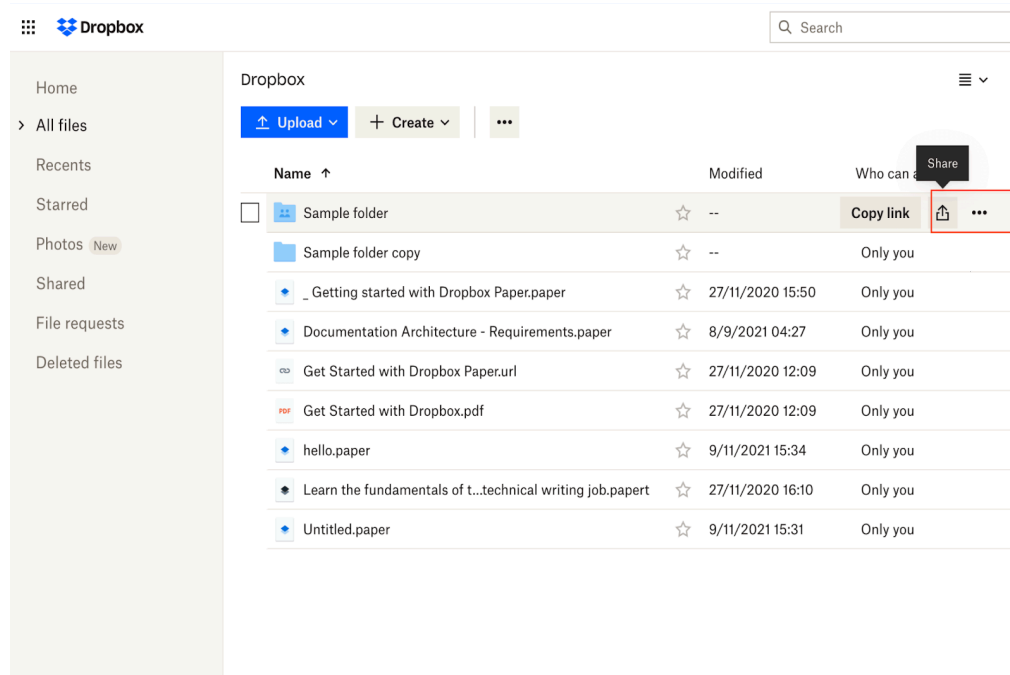 Dropbox
Search
Home
All files
Recents
Starred
Photos New
Shared
File requests
Deleted files
Dropbox
Upload
Create
Share
Name Modified Who can a
Sample folder -- Copy link
Sample folder copy -- Only you
_ Getting started with Dropbox Paper.paper 27/11/2020 15:50 Only you
Documentation Architecture - Requirements.paper 8/9/2021 04:27 Only you
Get Started with Dropbox Paper.url 27/11/2020 12:09 Only you
PDF Get Started with Dropbox.pdf 27/11/2020 12:09 Only you
hello.paper 9/11/2021 15:34 Only you
Learn the fundamentals of t...technical writing job.papert 27/11/2020 16:10 Only you
Untitled.paper 9/11/2021 15:31 Only you